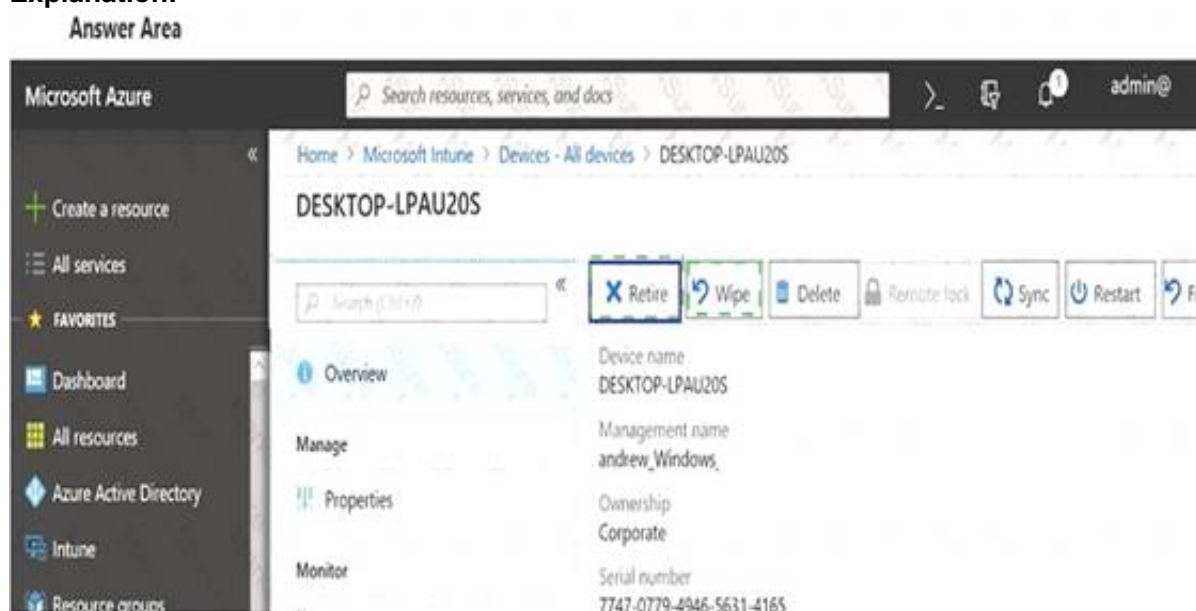 Explanation:
Answer Area
Microsoft Azure
Search resources, services, and docs
1
admin@
Home > Microsoft Intune > Devices - All devices > DESKTOP-LPAU20S
DESKTOP-LPAU20S
Create a resource
All services
FAVORITES
Dashboard
All resources
Azure Active Directory
Intune
Resource groups
Search (Ctrl+/)
Overview
Manage
Properties
Monitor
Retire Wipe Delete Remote lock Sync Restart
Device name
DESKTOP-LPAU20S
Management name
andrew_Windows_
Ownership
Corporate
Serial number
7747-0779-4946-5631-4165